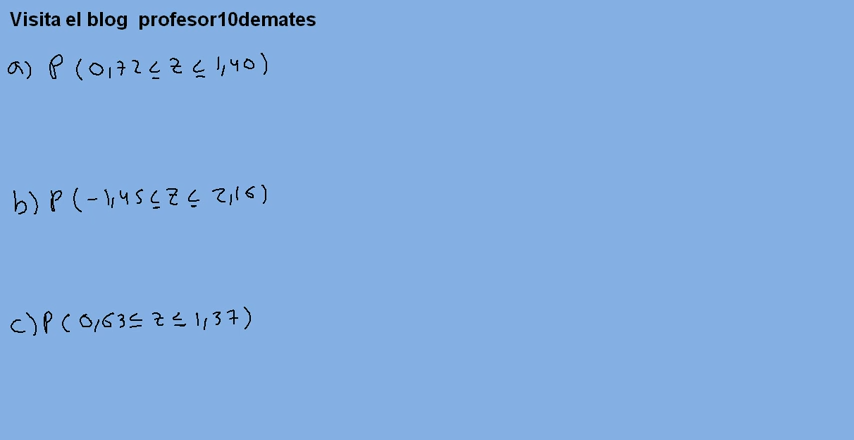 Visita el blog profesor10demates
a) P(0,72 ≤ z ≤ 1,40)
b) P(-1,45 ≤ z ≤ 2,16)
c) P(0,63 ≤ z ≤ 1,37)